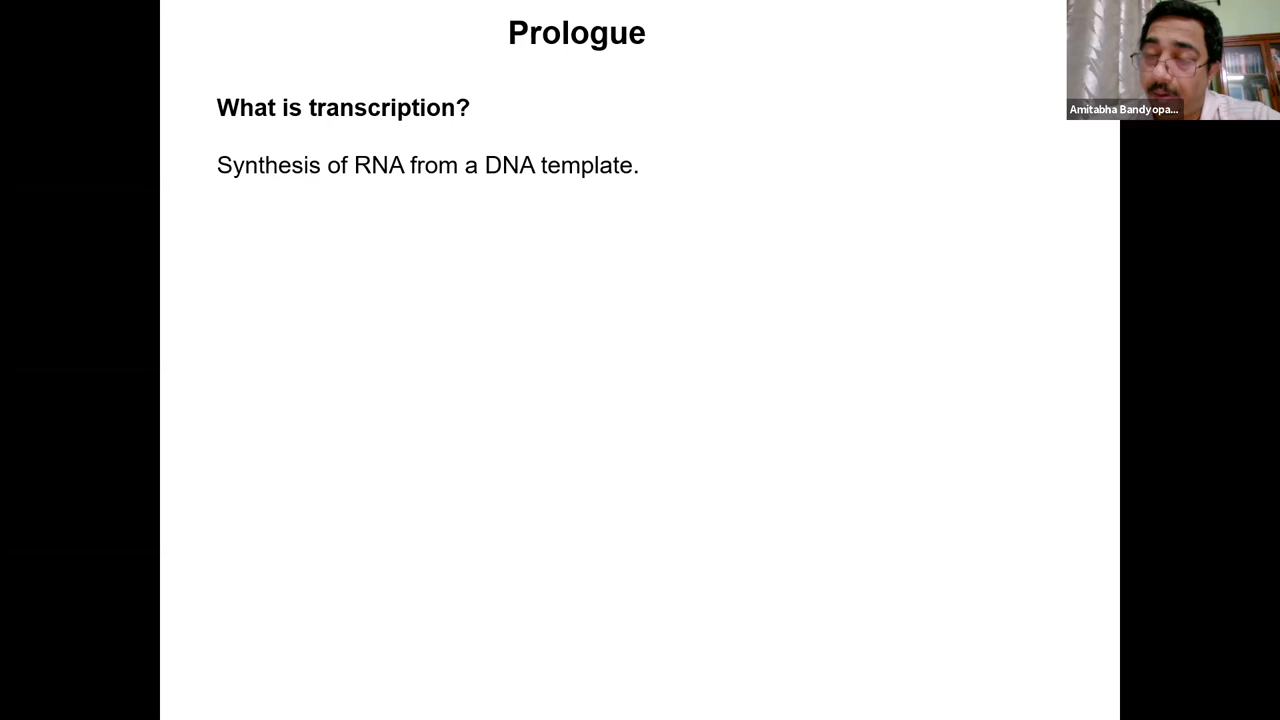 Prologue
What is transcription?
Synthesis of RNA from a DNA template.
Amitabha Bandyopa...